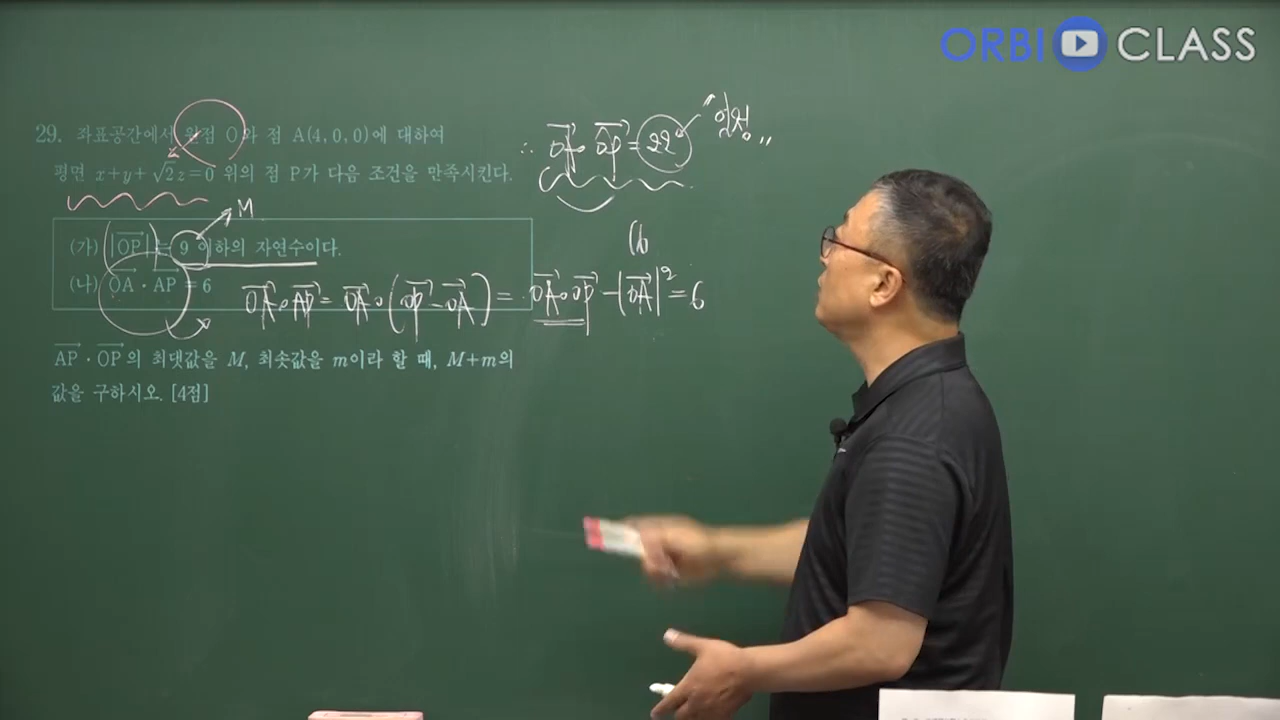 ORBI CLASS
29. 좌표공간에서 원점 O와 점 A(4, 0, 0)에 대하여
평면 x+y+√2z=0 위의 점 P가 다음 조건을 만족시킨다.
M
(가) |OP|= 9 이하의 자연수이다.
(나) OA · AP = 6
OA∘AP = OA∘(OP−OA) = OA∘OP −|OA|² = 6
16
∴ OA∘OP = 22 "일정"
AP · OP의 최댓값을 M, 최솟값을 m이라 할 때, M+m의
값을 구하시오. [4점]